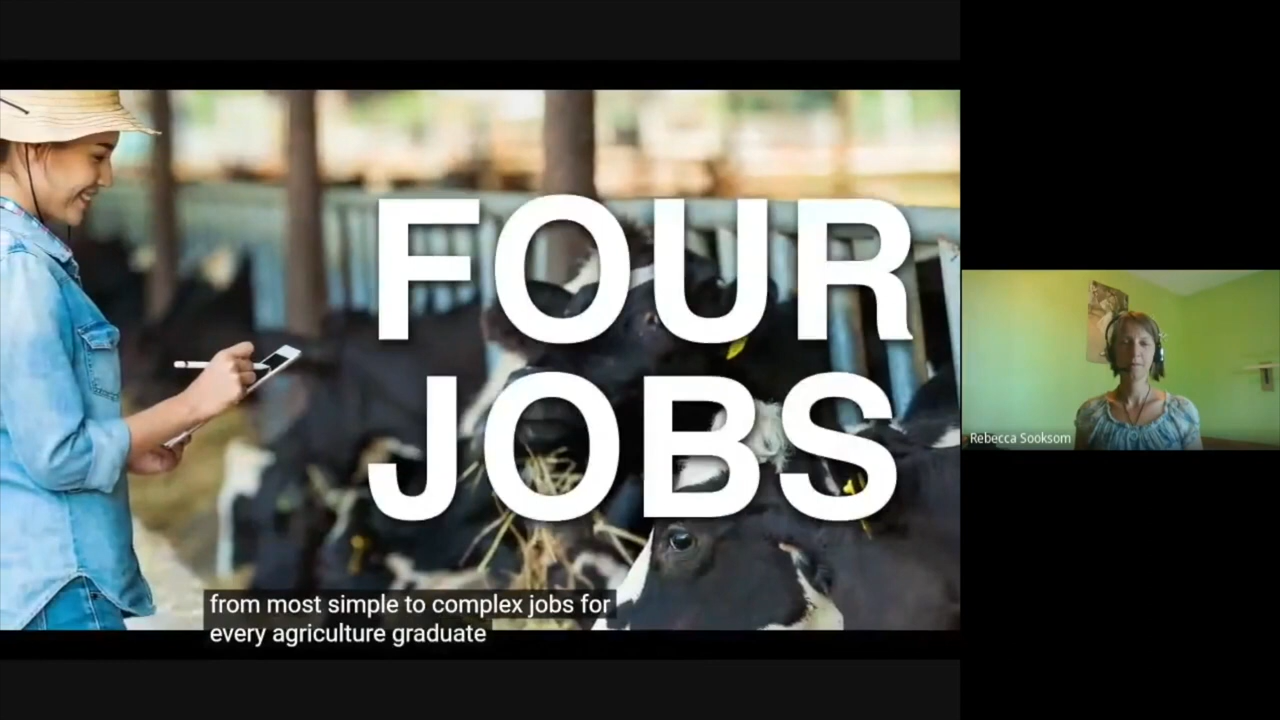 FOUR
JOBS
from most simple to complex jobs for
every agriculture graduate
Rebecca Sooksom